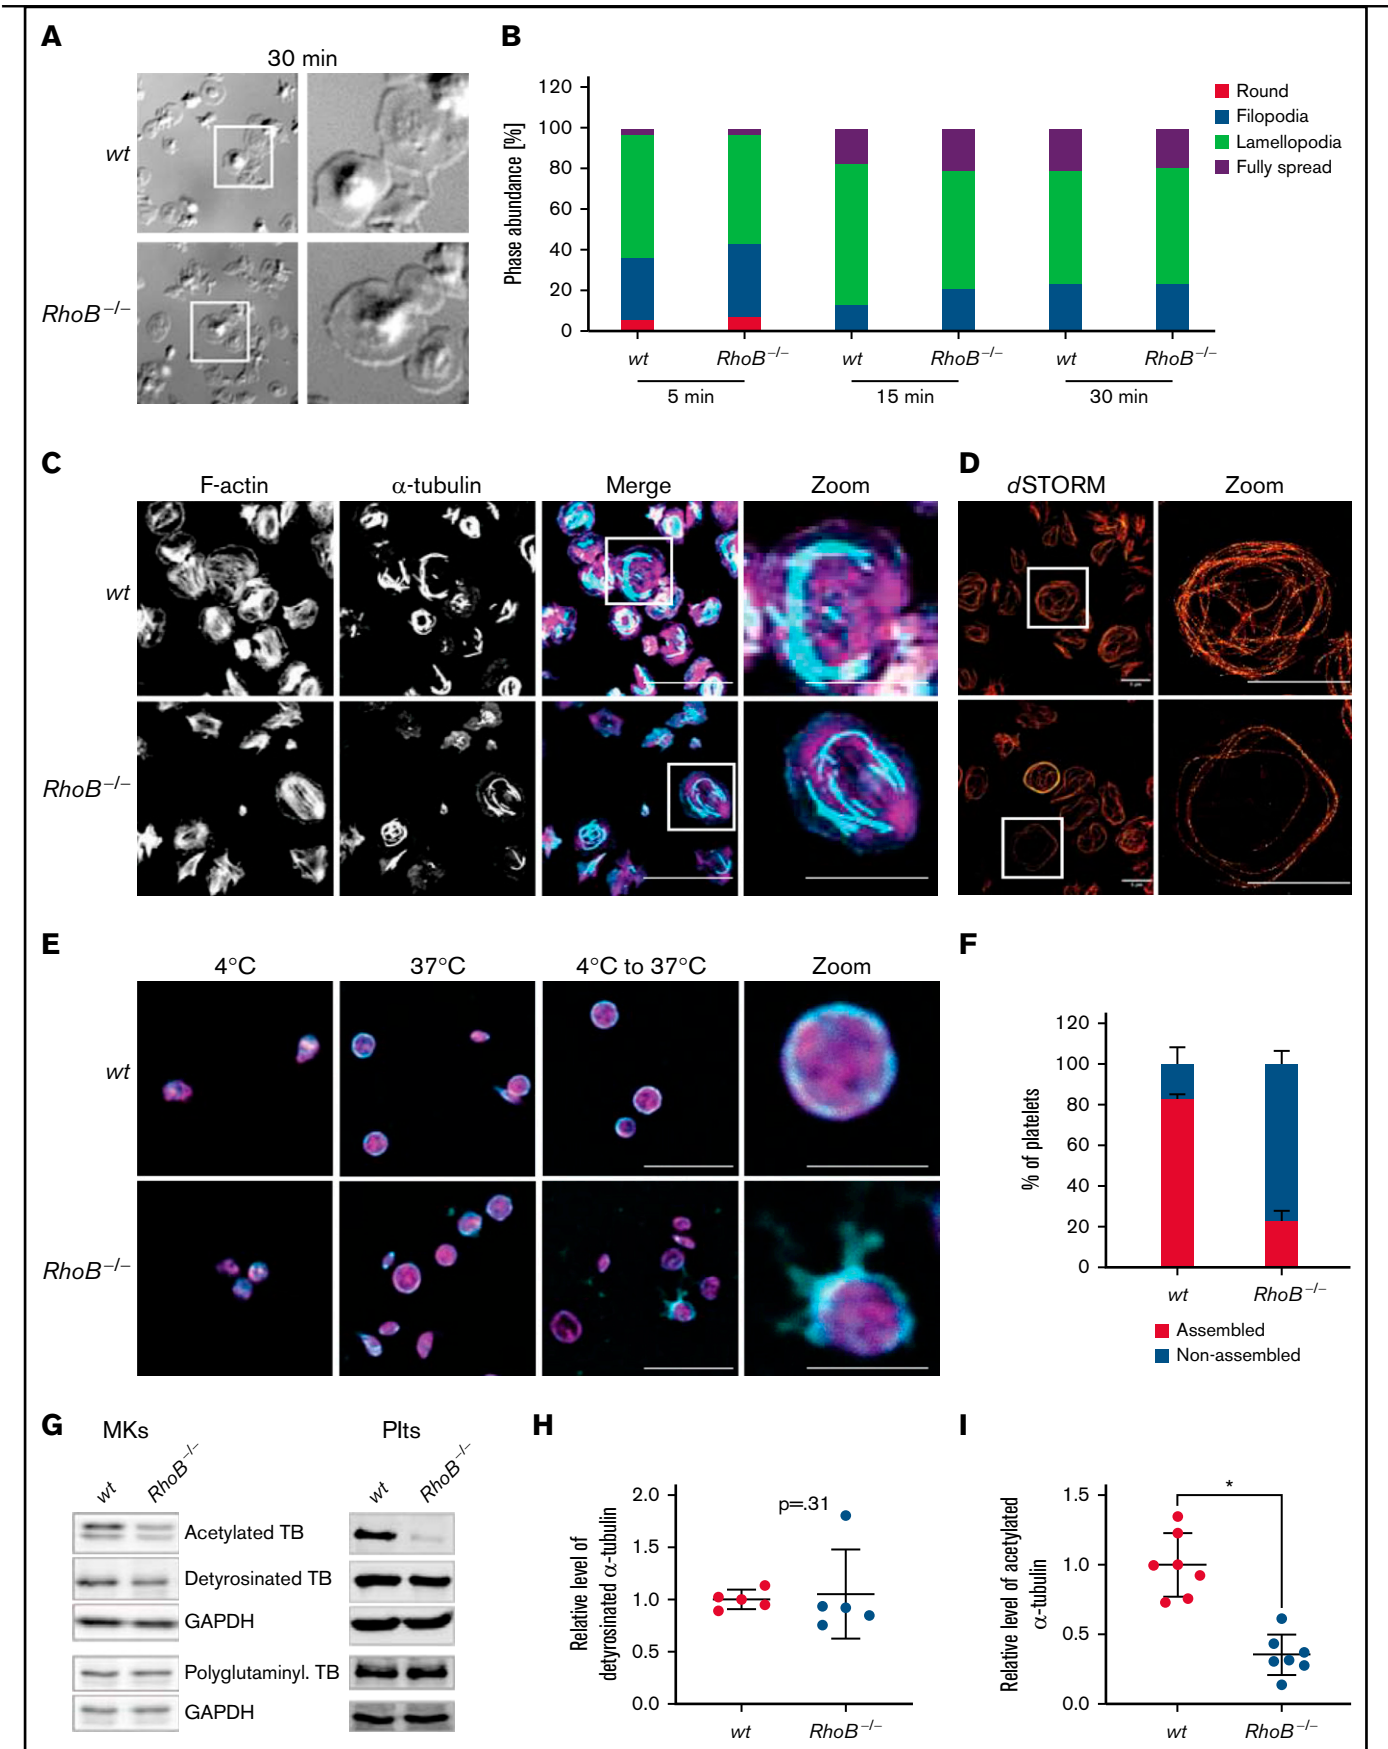 A
30 min
wt
RhoB−/−
B
Phase abundance [%]
120
100
80
60
40
20
0
wt
RhoB−/−
wt
RhoB−/−
wt
RhoB−/−
5 min
15 min
30 min
Round
Filopodia
Lamellopodia
Fully spread
C
F-actin
α-tubulin
Merge
Zoom
wt
RhoB−/−
D
dSTORM
Zoom
E
4°C
37°C
4°C to 37°C
Zoom
wt
RhoB−/−
F
% of platelets
120
100
80
60
40
20
0
wt
RhoB−/−
Assembled
Non-assembled
G
MKs
Plts
wt
RhoB−/−
wt
RhoB−/−
Acetylated TB
Detyrosinated TB
GAPDH
Polyglutaminyl. TB
GAPDH
H
Relative level of
detyrosinated α-tubulin
2.0
1.5
1.0
0.5
0.0
p=.31
wt
RhoB−/−
I
Relative level of acetylated
α-tubulin
1.5
1.0
0.5
0.0
*
wt
RhoB−/−